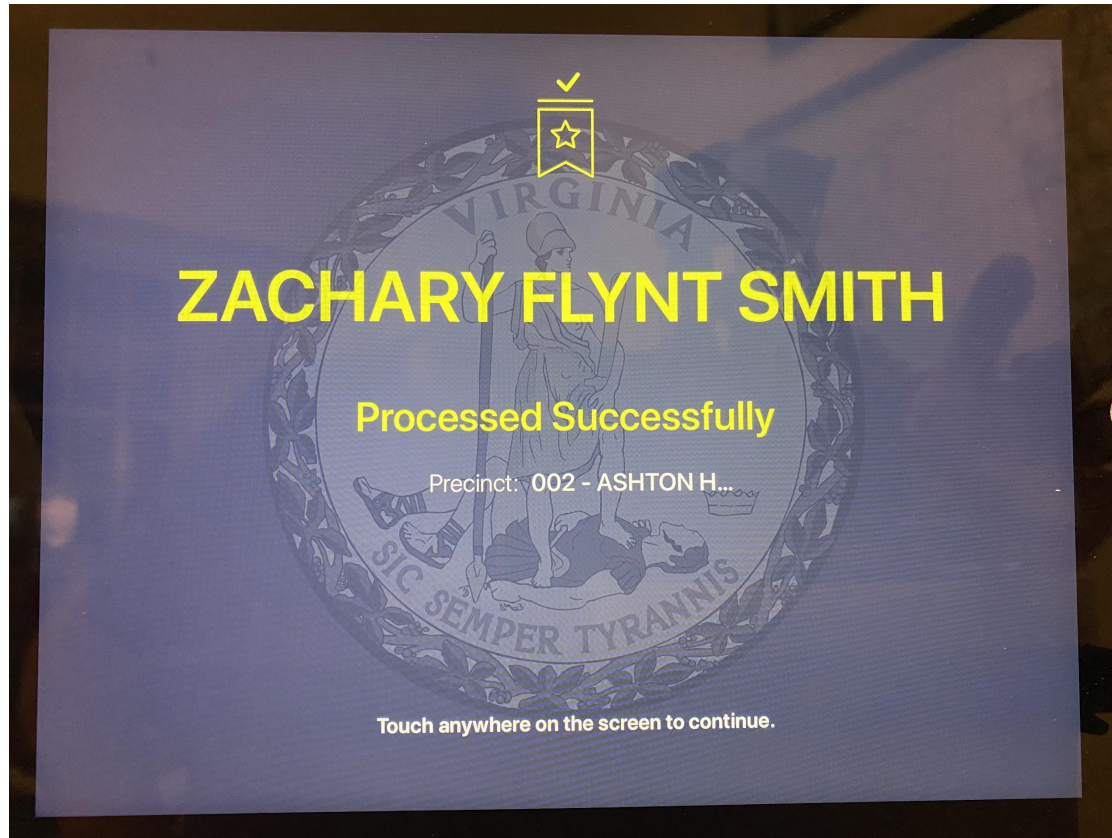 VIRGINIA
ZACHARY FLYNT SMITH
Processed Successfully
Precinct: 002 - ASHTON H...
SIC SEMPER TYRANNIS
Touch anywhere on the screen to continue.